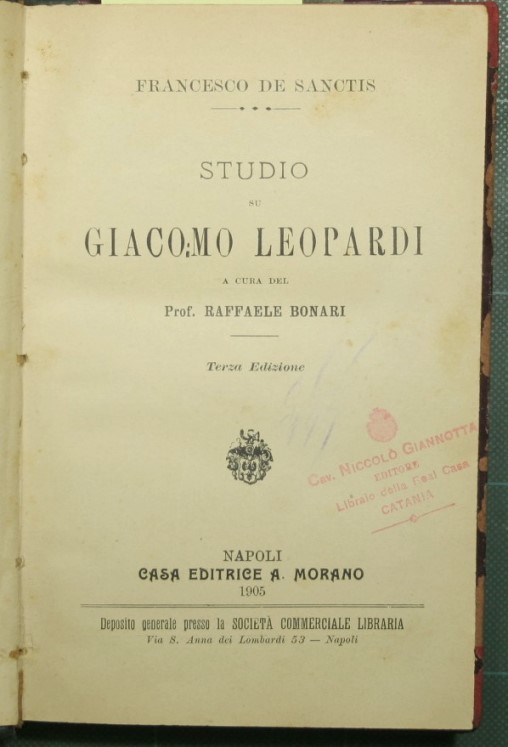 FRANCESCO DE SANCTIS
STUDIO
SU
GIACO:MO LEOPARDI
A CURA DEL
Prof. RAFFAELE BONARI
Terza Edizione
Cav. NICCOLÒ GIANNOTTA
EDITORE
Libraio della Real Casa
CATANIA
NAPOLI
CASA EDITRICE A. MORANO
1905
Deposito generale presso la SOCIETÀ COMMERCIALE LIBRARIA
Via S. Anna dei Lombardi 53 — Napoli